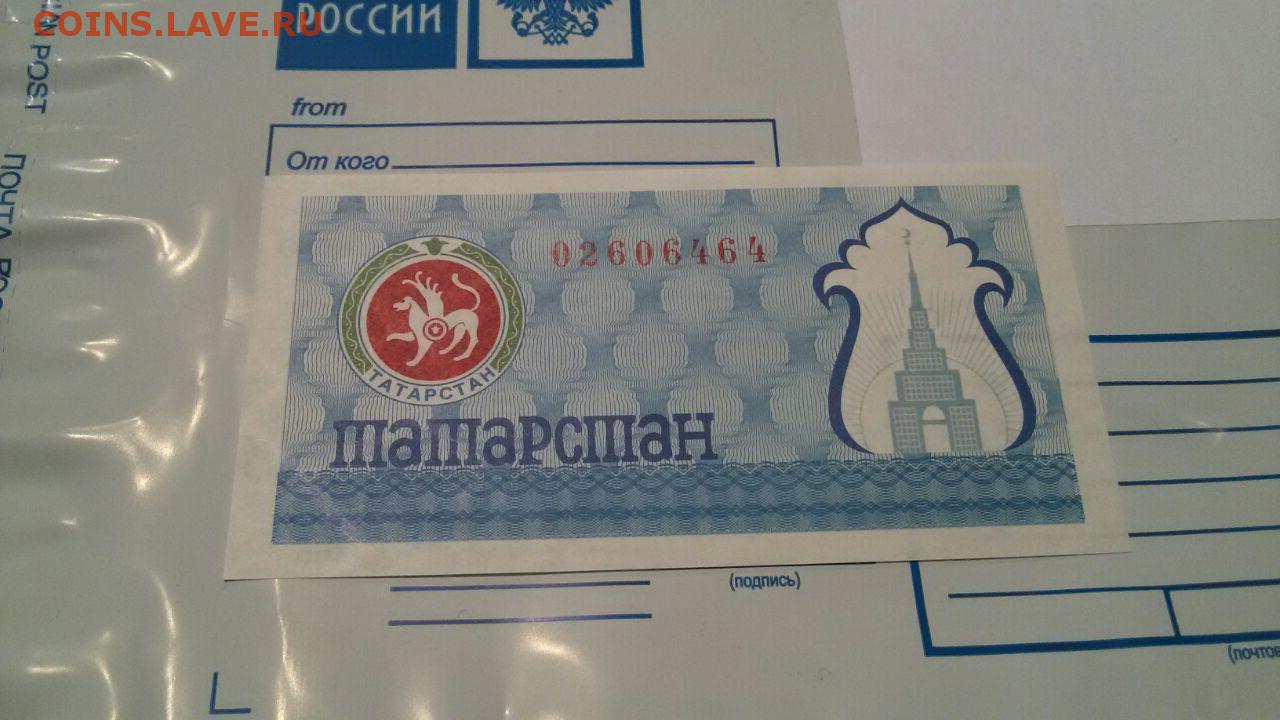 COINS.LAVE.RU
РОССИИ
from
От кого
POST
ПОЧТА
02606464
ТАТАРСТАН
ТАТАРСТАН
(подпись)